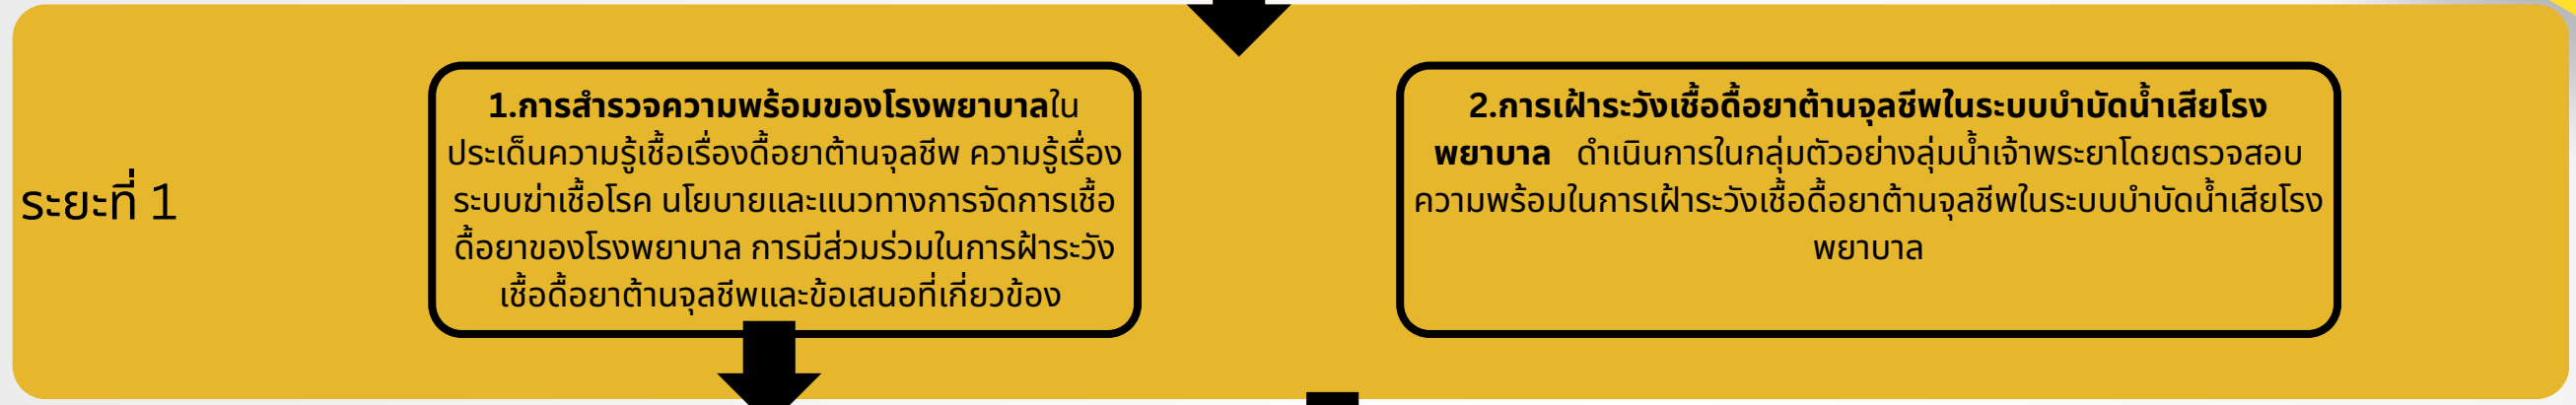 ระยะที่ 1
1.การสำรวจความพร้อมของโรงพยาบาลใน
ประเด็นความรู้เชื้อเรื่องดื้อยาต้านจุลชีพ ความรู้เรื่อง
ระบบฆ่าเชื้อโรค นโยบายและแนวทางการจัดการเชื้อ
ดื้อยาของโรงพยาบาล การมีส่วนร่วมในการฝ้าระวัง
เชื้อดื้อยาต้านจุลชีพและข้อเสนอที่เกี่ยวข้อง
2.การเฝ้าระวังเชื้อดื้อยาต้านจุลชีพในระบบบำบัดน้ำเสียโรง
พยาบาล ดำเนินการในกลุ่มตัวอย่างลุ่มน้ำเจ้าพระยาโดยตรวจสอบ
ความพร้อมในการเฝ้าระวังเชื้อดื้อยาต้านจุลชีพในระบบบำบัดน้ำเสียโรง
พยาบาล